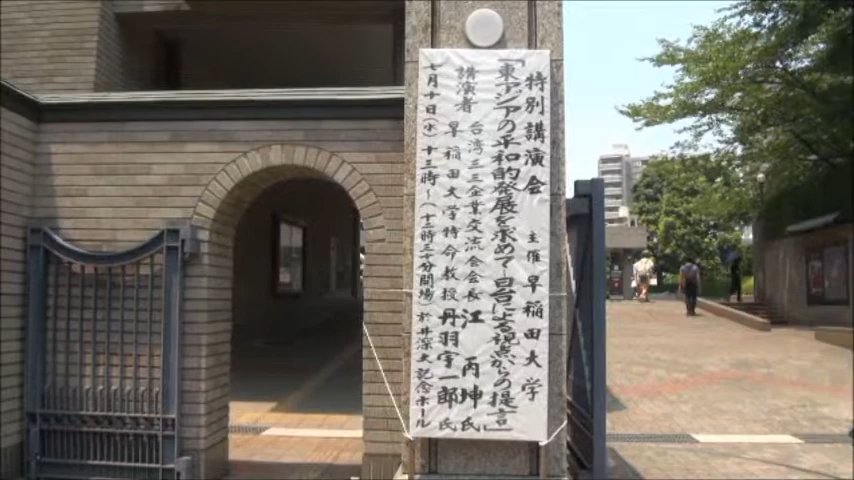 特別講演会 主催 早稲田大学
「東アジアの平和的発展を求めて-日台による視点からの提言」
台湾三三企業交流会会長 江丙坤氏
講演者 早稲田大学特命教授 丹羽宇一郎氏
七月十日(水)十三時~(十二時三十分開場)於井深大記念ホール